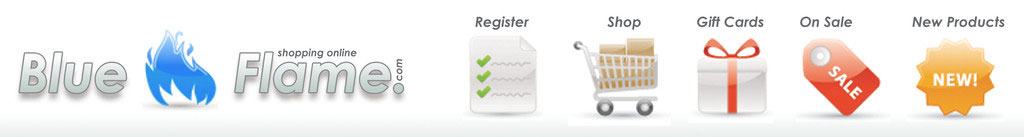 Blue
shopping online
Flame.com
Register
Shop
Gift Cards
On Sale
SALE
New Products
NEW!